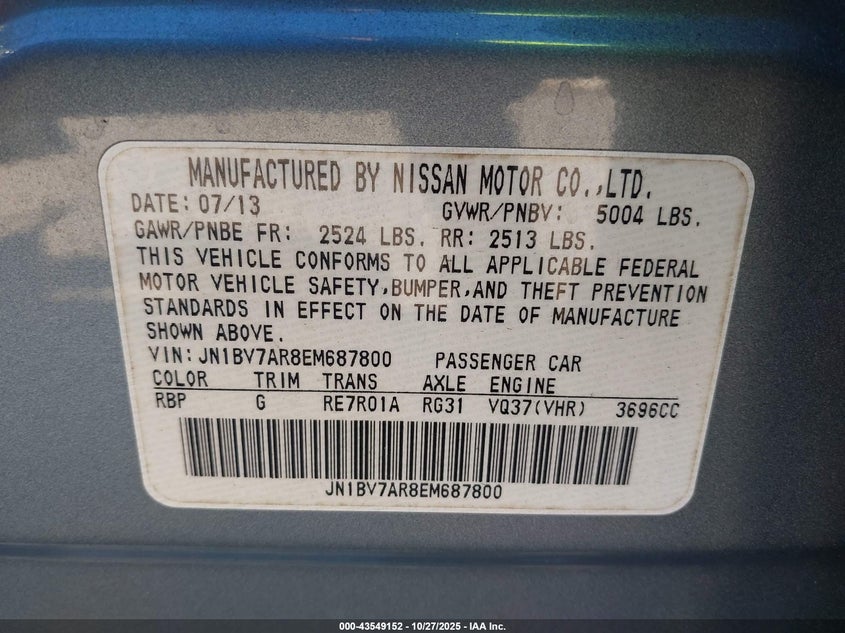 MANUFACTURED BY NISSAN MOTOR CO.,LTD.
DATE: 07/13 GVWR/PNBV: 5004 LBS.
GAWR/PNBE FR: 2524 LBS. RR: 2513 LBS.
THIS VEHICLE CONFORMS TO ALL APPLICABLE FEDERAL
MOTOR VEHICLE SAFETY,BUMPER,AND THEFT PREVENTION
STANDARDS IN EFFECT ON THE DATE OF MANUFACTURE
SHOWN ABOVE.
VIN: JN1BV7AR8EM687800 PASSENGER CAR
COLOR TRIM TRANS AXLE ENGINE
RBP G RE7R01A RG31 VQ37(VHR) 3696CC
JN1BV7AR8EM687800
000-43549152 - 10/27/2025 - IAA Inc.